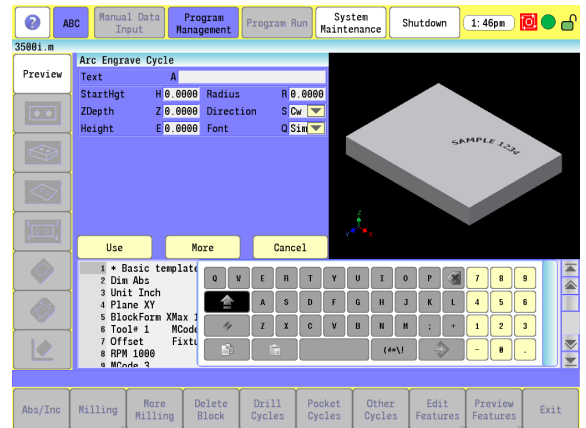 ? ABC Manual Data Input Program Management Program Run System Maintenance Shutdown 1:46pm
3500i.m
Preview
Arc Engrave Cycle
Text A
StartHgt H 0.0000 Radius R 0.0000
ZDepth Z 0.0000 Direction S Cw
Height E 0.0000 Font Q Sim
SAMPLE 1234
Z
Y X
Use More Cancel
1 * Basic template
2 Dim Abs
3 Unit Inch
4 Plane XY
5 BlockForm XMax 1
6 Tool# 1 MCode
7 Offset Fixtu
8 RPM 1000
9 MCode 3
Q W E R T Y U I O P 7 8 9
A S D F G H J K L 4 5 6
Z X C V B N M : + 1 2 3
(#*\! - 0 .
Abs/Inc Milling More Milling Delete Block Drill Cycles Pocket Cycles Other Cycles Edit Features Preview Features Exit